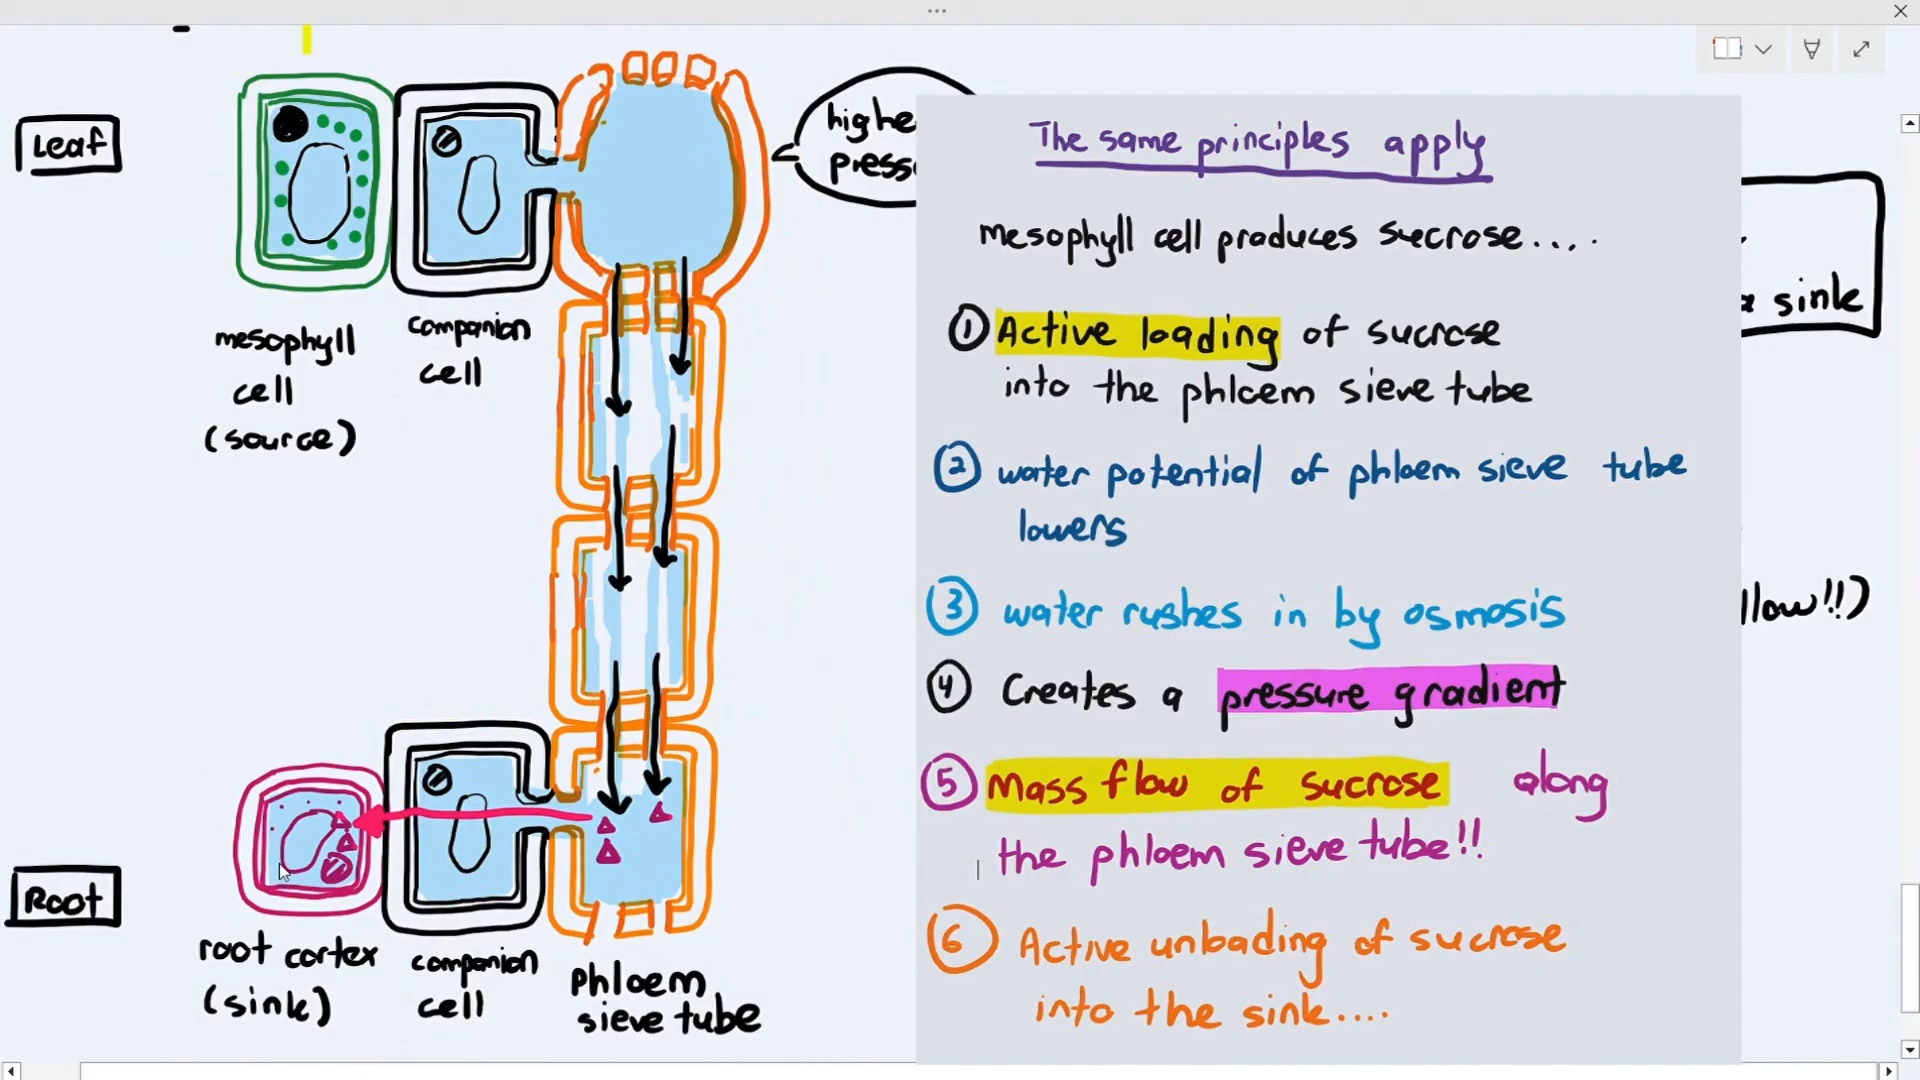 Leaf
mesophyll
cell
(source)
companion
cell
highe
press
Root
root cortex
(sink)
companion
cell
phloem
sieve tube
The same principles apply
mesophyll cell produces sucrose....
① Active loading of sucrose
into the phloem sieve tube
② water potential of phloem sieve tube
lowers
③ water rushes in by osmosis
④ Creates a pressure gradient
⑤ Mass flow of sucrose along
the phloem sieve tube!!
⑥ Active unloading of sucrose
into the sink....
sink
llow!!)